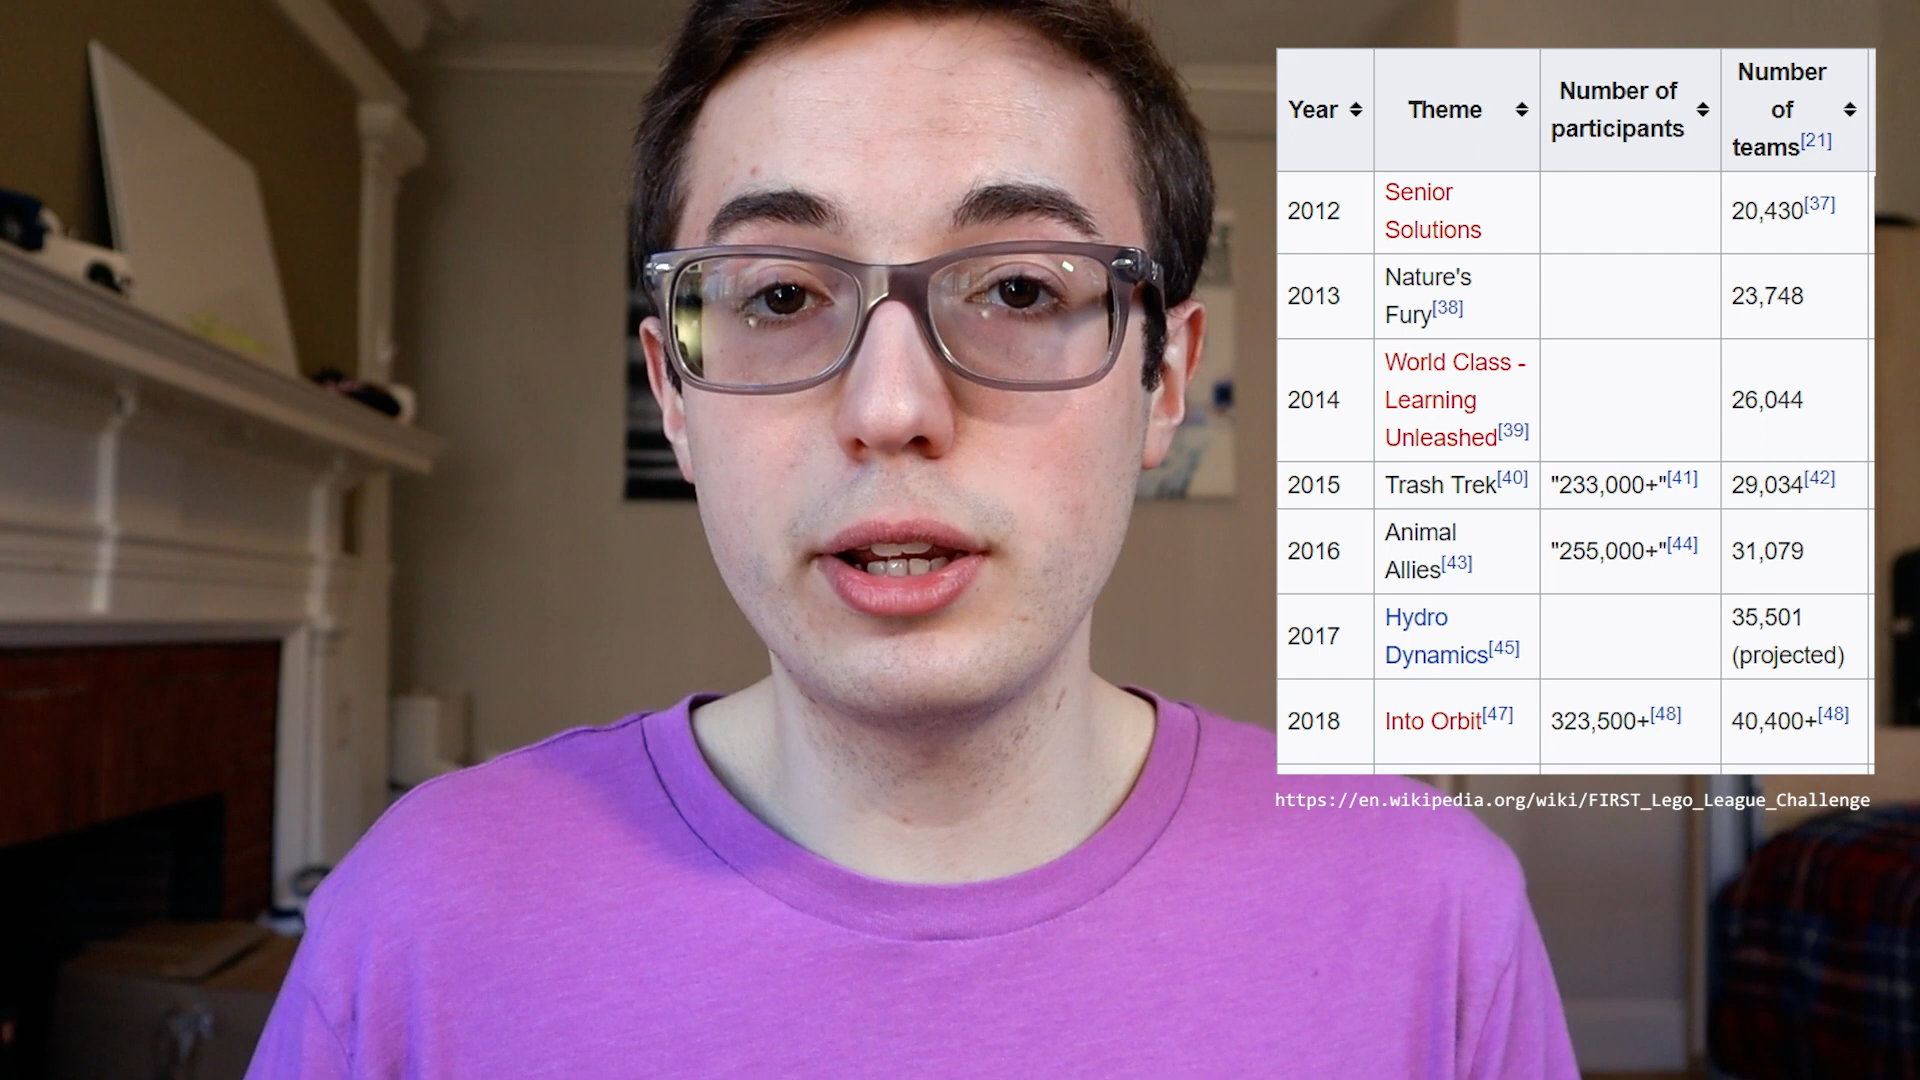 Year
Theme
Number of
participants
Number
of
teams[21]
2012
Senior
Solutions
20,430[37]
2013
Nature's
Fury[38]
23,748
2014
World Class -
Learning
Unleashed[39]
26,044
2015
Trash Trek[40]
"233,000+"[41]
29,034[42]
2016
Animal
Allies[43]
"255,000+"[44]
31,079
2017
Hydro
Dynamics[45]
35,501
(projected)
2018
Into Orbit[47]
323,500+[48]
40,400+[48]
https://en.wikipedia.org/wiki/FIRST_Lego_League_Challenge